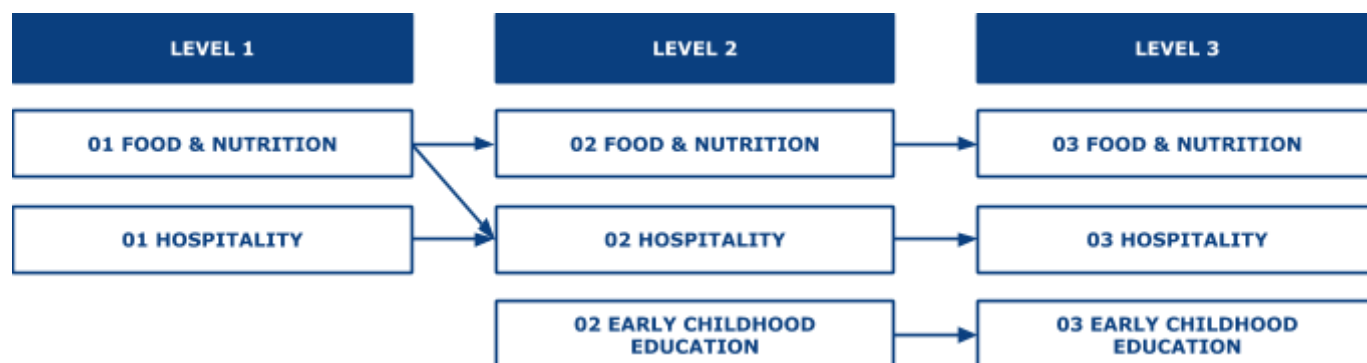 LEVEL 1
LEVEL 2
LEVEL 3
01 FOOD & NUTRITION
02 FOOD & NUTRITION
03 FOOD & NUTRITION
01 HOSPITALITY
02 HOSPITALITY
03 HOSPITALITY
02 EARLY CHILDHOOD
EDUCATION
03 EARLY CHILDHOOD
EDUCATION